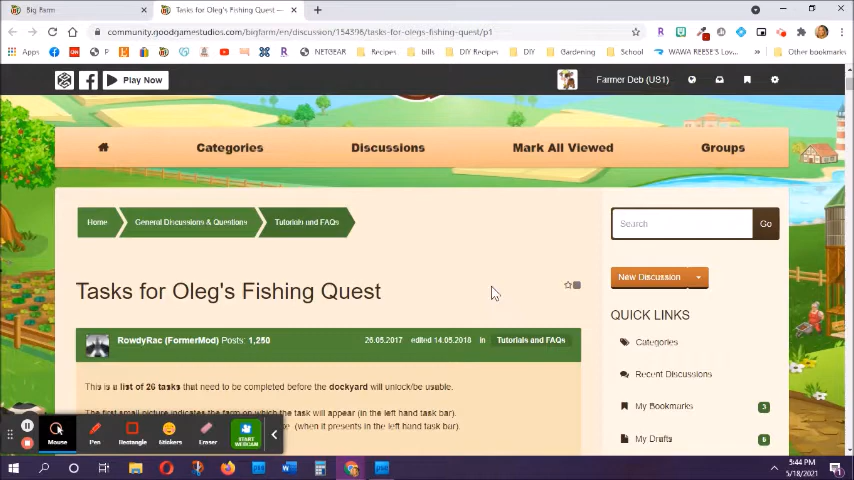 Big Farm
Tasks for Oleg's Fishing Quest —
community.goodgamestudios.com/bigfarm/en/discussion/154396/tasks-for-olegs-fishing-quest/p1
Apps
P
NETGEAR
Recipes
bills
DIY Recipes
DIY
Gardening
School
WAWA REESE'S Lov...
Other bookmarks
Play Now
Farmer Deb (US1)
Categories
Discussions
Mark All Viewed
Groups
Home
General Discussions & Questions
Tutorials and FAQs
Search
Go
New Discussion
Tasks for Oleg's Fishing Quest
QUICK LINKS
RowdyRac (FormerMod) Posts: 1,250
26.05.2017 edited 14.05.2018 in Tutorials and FAQs
Categories
Recent Discussions
My Bookmarks 3
My Drafts 6
This is a list of 26 tasks that need to be completed before the dockyard will unlock/be usable.
The first small picture indicates the farm on which the task will appear (in the left hand task bar).
(when it presents in the left hand task bar).
Mouse
Pen
Rectangle
Stickers
Eraser
START
WEBCAM
5:44 PM
5/18/2021